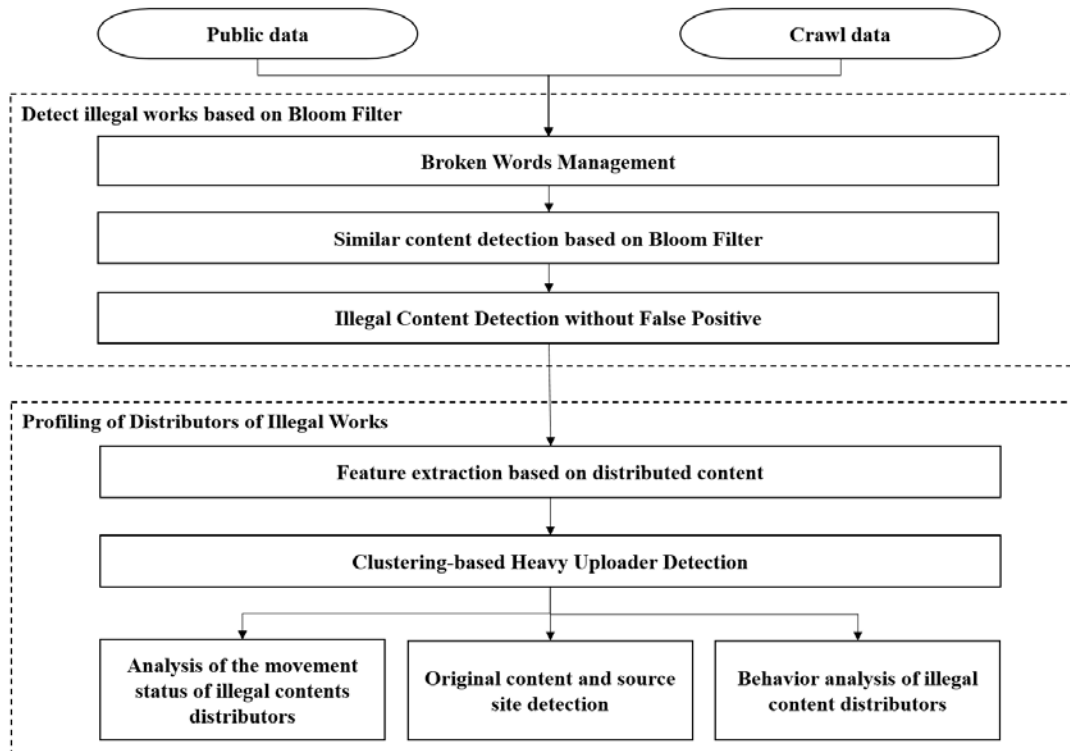 Public data
Crawl data
Detect illegal works based on Bloom Filter
Broken Words Management
Similar content detection based on Bloom Filter
Illegal Content Detection without False Positive
Profiling of Distributors of Illegal Works
Feature extraction based on distributed content
Clustering-based Heavy Uploader Detection
Analysis of the movement
status of illegal contents
distributors
Original content and source
site detection
Behavior analysis of illegal
content distributors